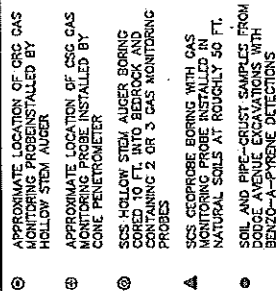 APPROXIMATE LOCATION OF GRG GAS
MONITORING PROBE INSTALLED BY
HOLLOW STEM AUGER
APPROXIMATE LOCATION OF CSG GAS
MONITORING PROBE INSTALLED BY
CONE PENETROMETER
SCS HOLLOW STEM AUGER BORING
CORED 10 FT. INTO BEDROCK AND
CONTAINING 2 OR 3 GAS MONITORING
PROBES
SCS GEOPROBE BORING WITH GAS
MONITORING PROBE INSTALLED IN
NATURAL SOILS AT ROUGHLY 50 FT.
SOIL AND PIPE-CRUST SAMPLES FROM
DODGE AVENUE EXCAVATIONS WITH
BENZO-A-PYRENE DETECTIONS